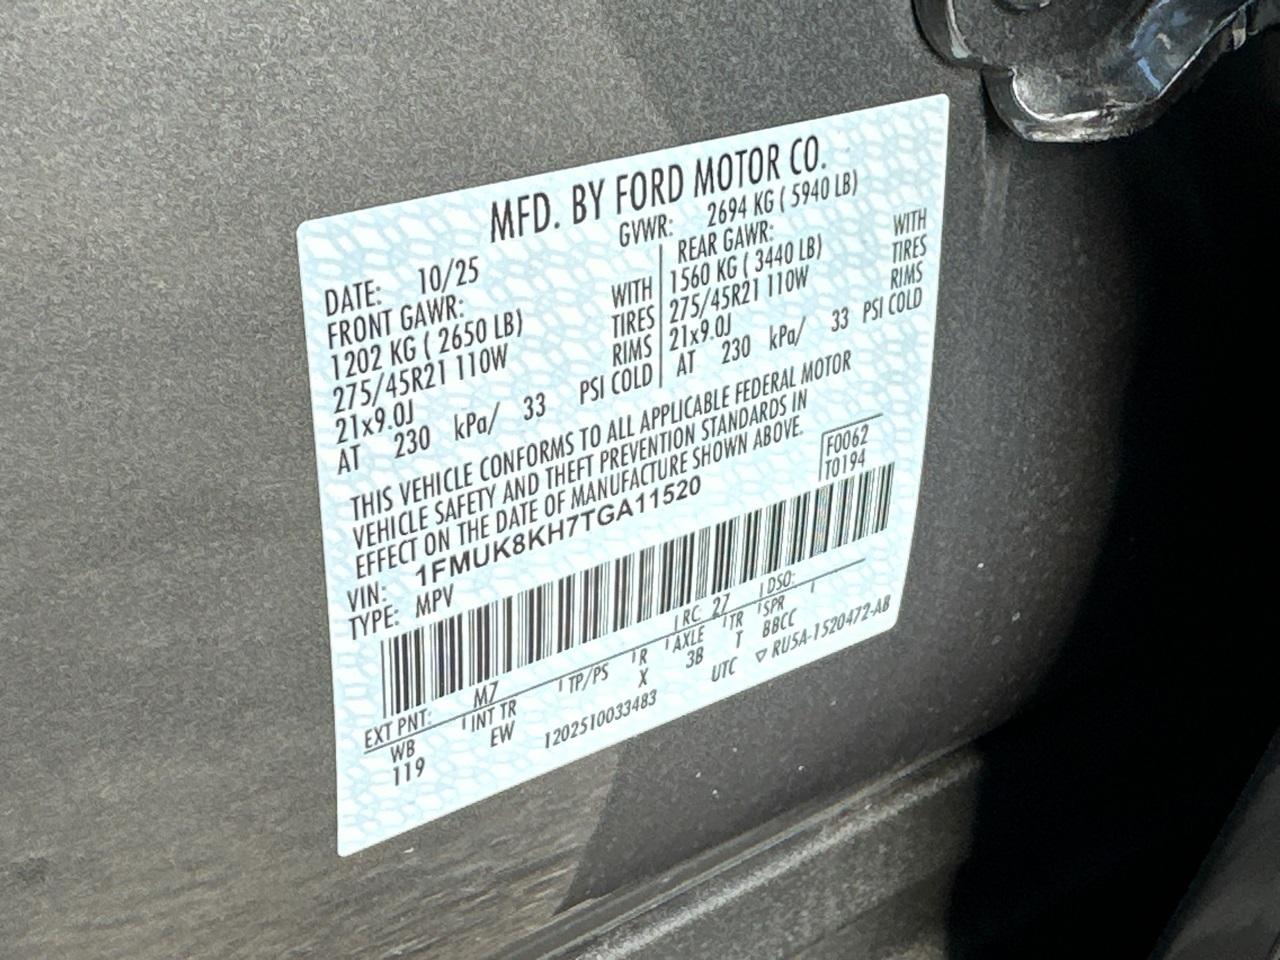 MFD. BY FORD MOTOR CO.
DATE: 10/25 GVWR: 2694 KG ( 5940 LB)
FRONT GAWR: REAR GAWR:
1202 KG ( 2650 LB) WITH 1560 KG ( 3440 LB) WITH
275/45R21 110W TIRES 275/45R21 110W TIRES
21x9.0J RIMS 21x9.0J RIMS
AT 230 kPa/ 33 PSI COLD AT 230 kPa/ 33 PSI COLD
THIS VEHICLE CONFORMS TO ALL APPLICABLE FEDERAL MOTOR
VEHICLE SAFETY AND THEFT PREVENTION STANDARDS IN
EFFECT ON THE DATE OF MANUFACTURE SHOWN ABOVE.
F0062
T0194
VIN: 1FMUK8KH7TGA11520
TYPE: MPV
EXT PNT: M7 RC: 27 DSO:
WB INT TR TP/PS R AXLE TR SPR
119 EW X 3B T BBCC
1202510033483 UTC ▽ RU5A-1520472-AB